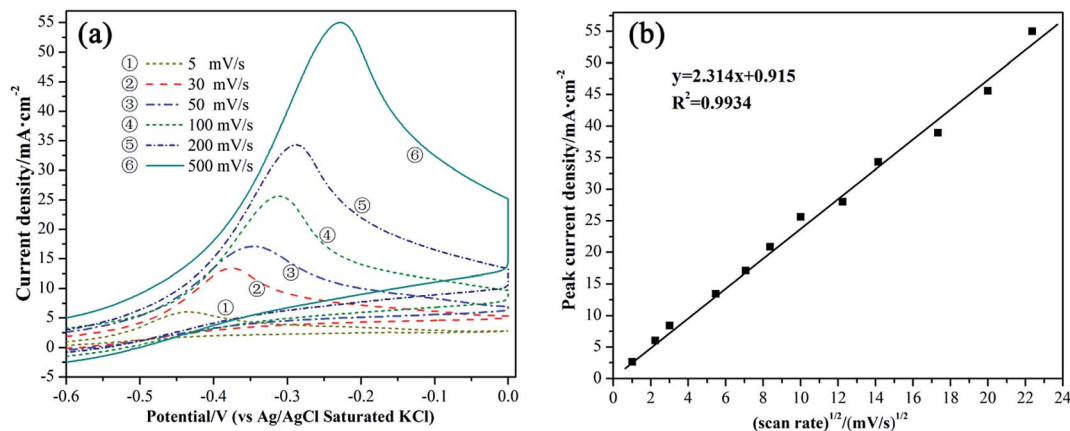 (a)
① 5 mV/s
② 30 mV/s
③ 50 mV/s
④ 100 mV/s
⑤ 200 mV/s
⑥ 500 mV/s
⑥
⑤
④
③
②
①
Current density/mA·cm-2
55
50
45
40
35
30
25
20
15
10
5
0
-5
-0.6 -0.5 -0.4 -0.3 -0.2 -0.1 0.0
Potential/V (vs Ag/AgCl Saturated KCl)
(b)
y=2.314x+0.915
R2=0.9934
Peak current density/mA·cm-2
55
50
45
40
35
30
25
20
15
10
5
0
0 2 4 6 8 10 12 14 16 18 20 22 24
(scan rate)1/2/(mV/s)1/2